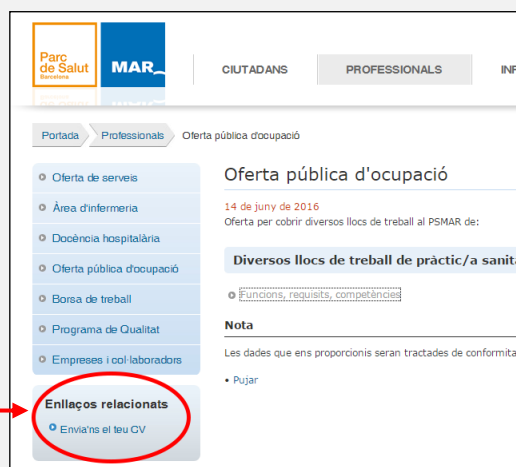 Parc
de Salut
Barcelona
MAR
CIUTADANS
PROFESSIONALS
Portada
Professionals
Oferta pública d'ocupació
Oferta de serveis
Àrea d'infermeria
Docència hospitalària
Oferta pública d'ocupació
Borsa de treball
Programa de Qualitat
Empreses i col·laboradors
Enllaços relacionats
Envia'ns el teu CV
Oferta pública d'ocupació
14 de juny de 2016
Oferta per cobrir diversos llocs de treball al PSMAR de:
Diversos llocs de treball de pràctic/a sanita
Funcions, requisits, competències
Nota
Les dades que ens proporcionis seran tractades de conformita
• Pujar